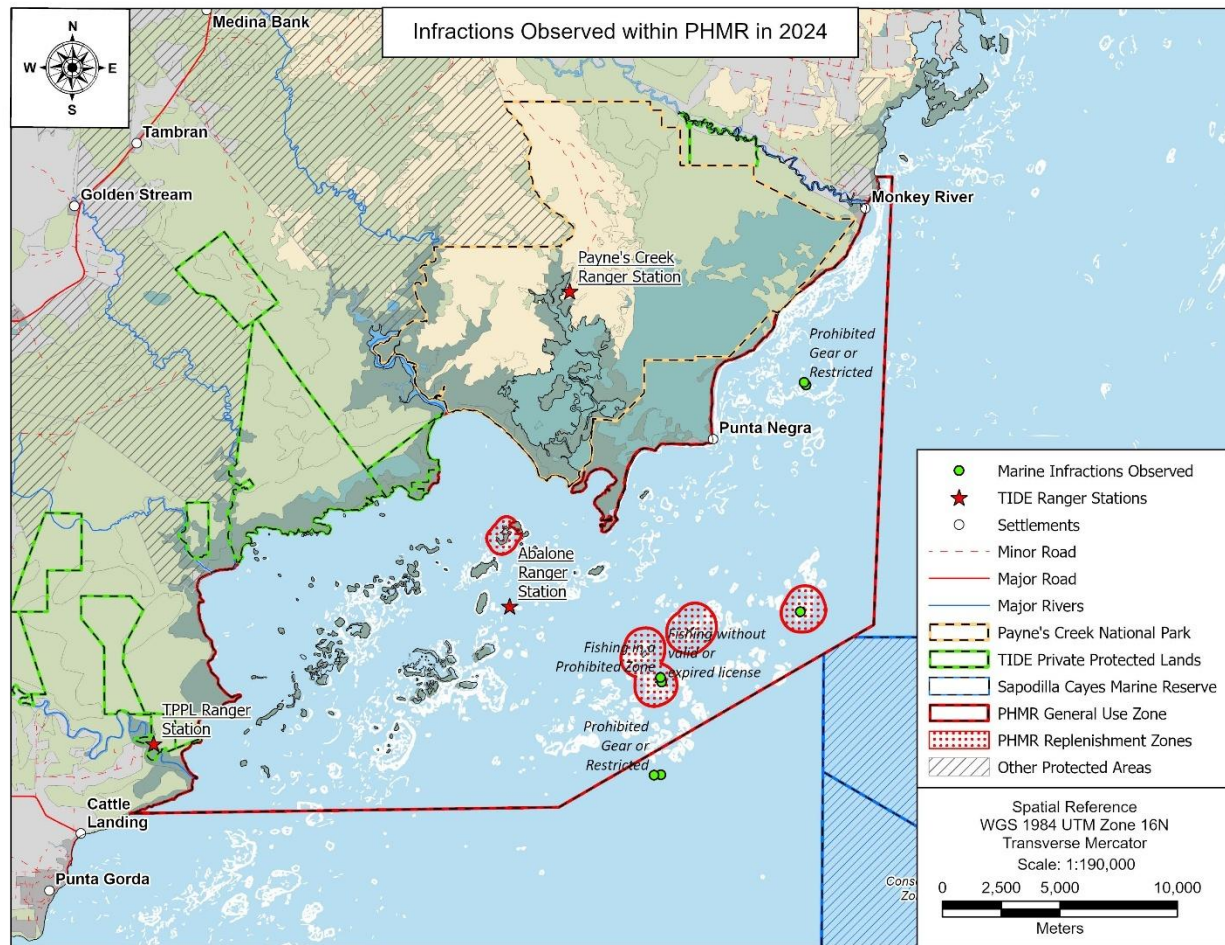 Infractions Observed within PHMR in 2024
N
W
E
S
Medina Bank
Tambran
Golden Stream
Monkey River
Payne's Creek
Ranger Station
Prohibited
Gear or
Restricted
Punta Negra
Abalone
Ranger
Station
Fishing in a
Prohibited Zone
Fishing without
valid or
expired license
Prohibited
Gear or
Restricted
TPPL Ranger
Station
Cattle
Landing
Punta Gorda
Marine Infractions Observed
TIDE Ranger Stations
Settlements
Minor Road
Major Road
Major Rivers
Payne's Creek National Park
TIDE Private Protected Lands
Sapodilla Cayes Marine Reserve
PHMR General Use Zone
PHMR Replenishment Zones
Other Protected Areas
Spatial Reference
WGS 1984 UTM Zone 16N
Transverse Mercator
Scale: 1:190,000
0 2,500 5,000 10,000
Meters